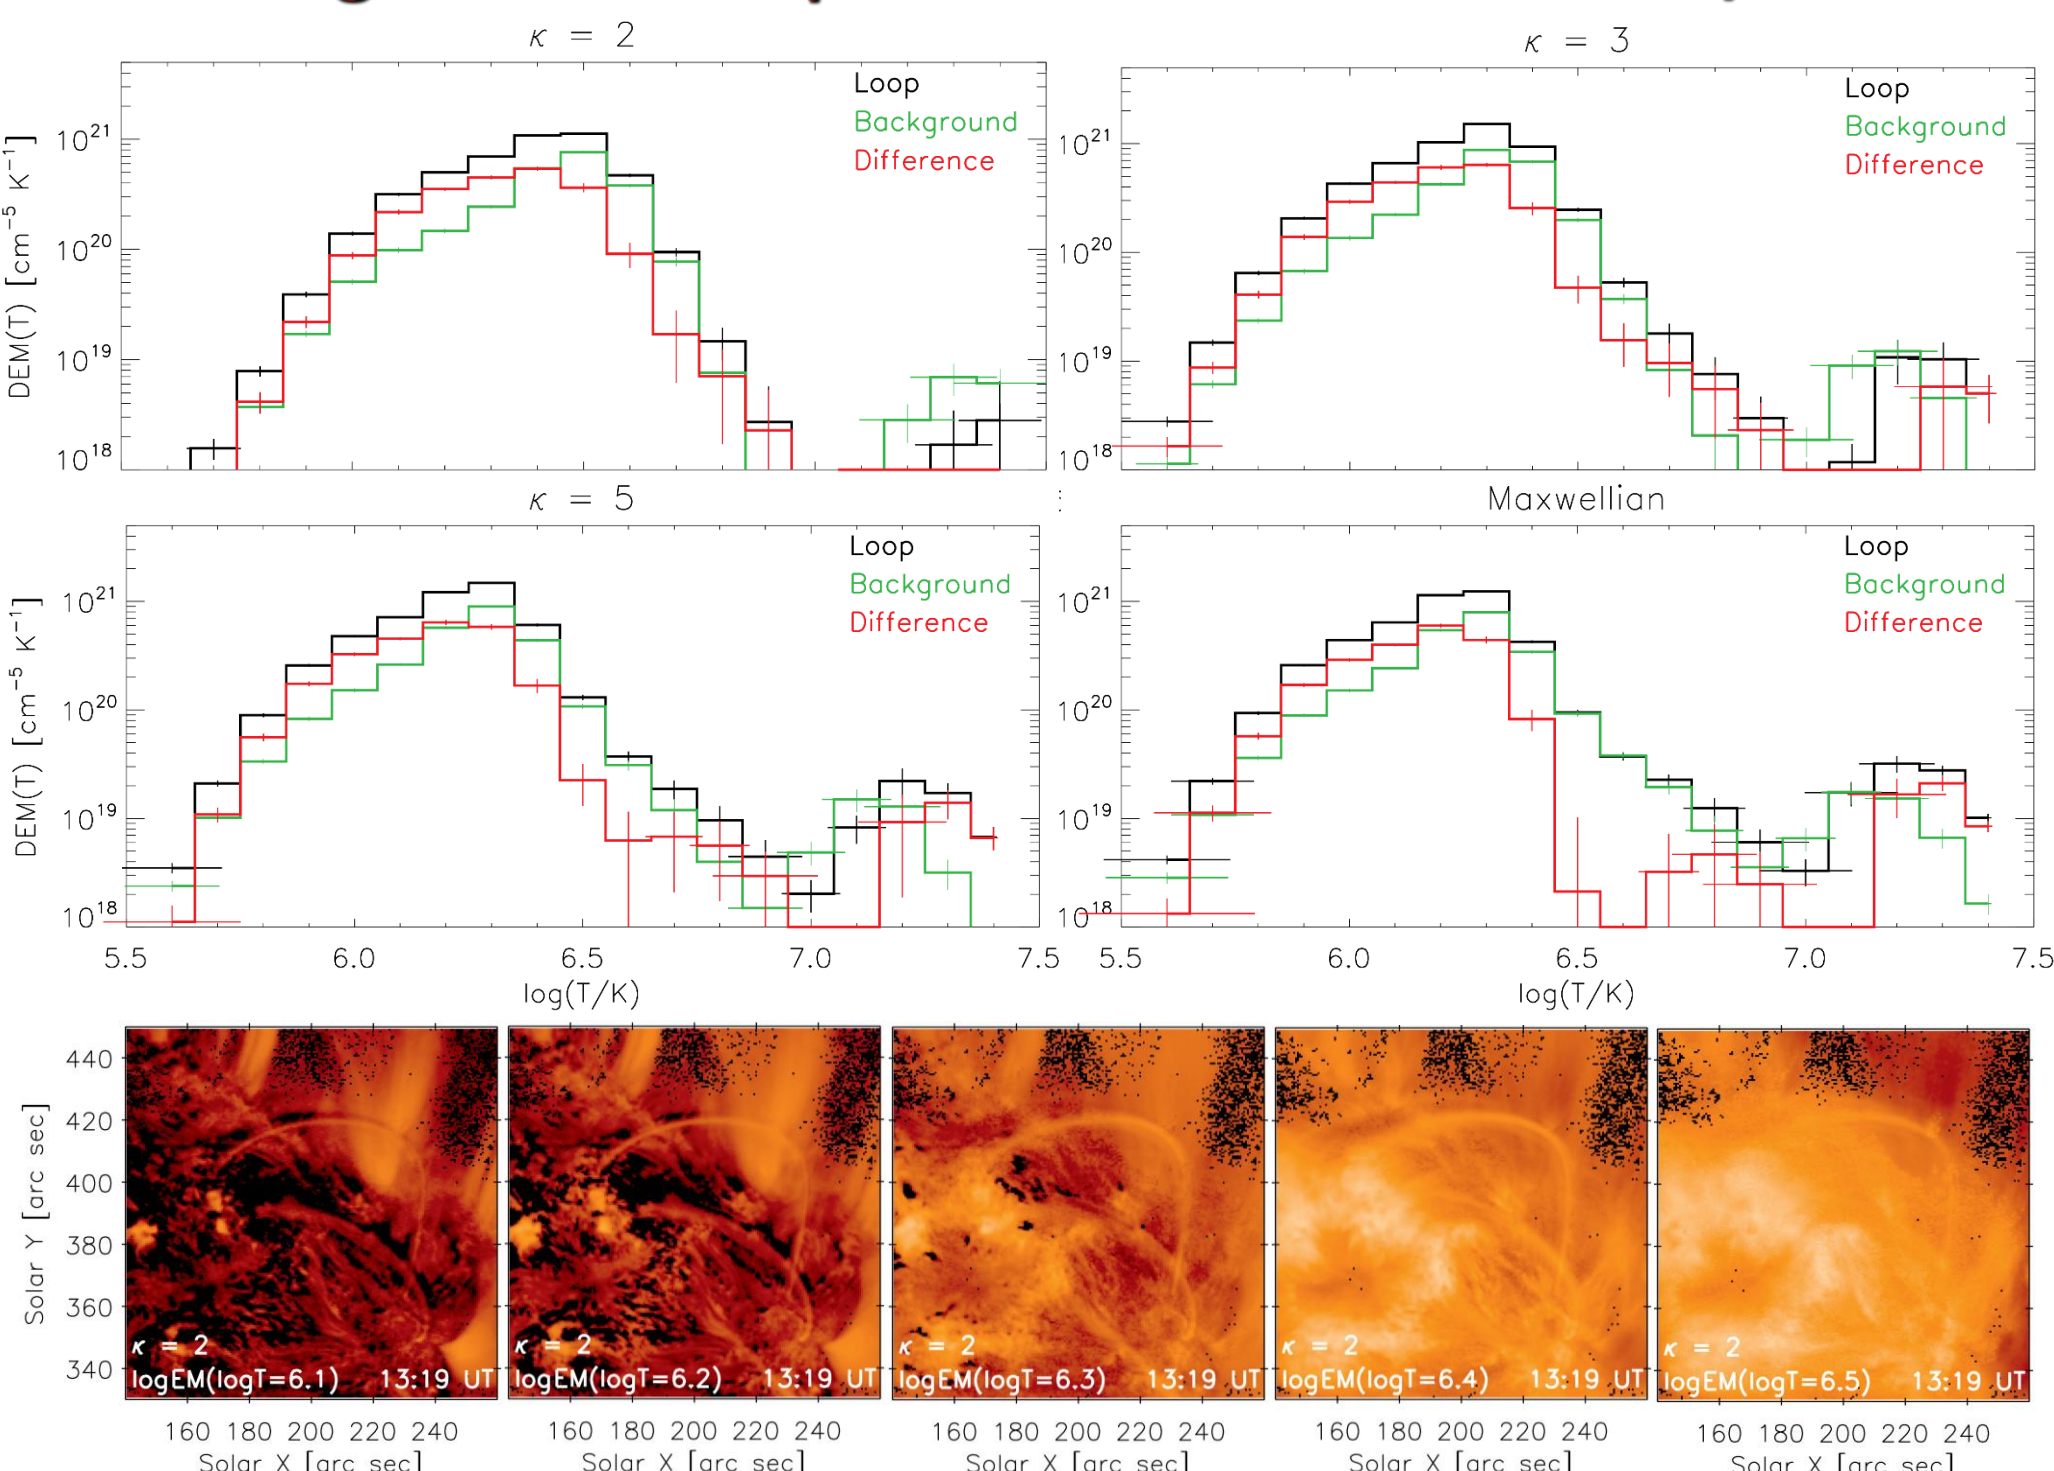 κ = 2
κ = 3
Loop
Background
Difference
Loop
Background
Difference
DEM(T) [cm⁻⁵ K⁻¹]
10²¹
10²⁰
10¹⁹
10¹⁸
10²¹
10²⁰
10¹⁹
10¹⁸
κ = 5
Maxwellian
Loop
Background
Difference
Loop
Background
Difference
DEM(T) [cm⁻⁵ K⁻¹]
10²¹
10²⁰
10¹⁹
10¹⁸
10²¹
10²⁰
10¹⁹
10¹⁸
5.5 6.0 6.5 7.0 7.5
5.5 6.0 6.5 7.0 7.5
log(T/K)
log(T/K)
Solar Y [arc sec]
440
420
400
380
360
340
κ = 2
logEM(logT=6.1) 13:19 UT
κ = 2
logEM(logT=6.2) 13:19 UT
κ = 2
logEM(logT=6.3) 13:19 UT
κ = 2
logEM(logT=6.4) 13:19 UT
κ = 2
logEM(logT=6.5) 13:19 UT
160 180 200 220 240
160 180 200 220 240
160 180 200 220 240
160 180 200 220 240
160 180 200 220 240
Solar X [arc sec]
Solar X [arc sec]
Solar X [arc sec]
Solar X [arc sec]
Solar X [arc sec]